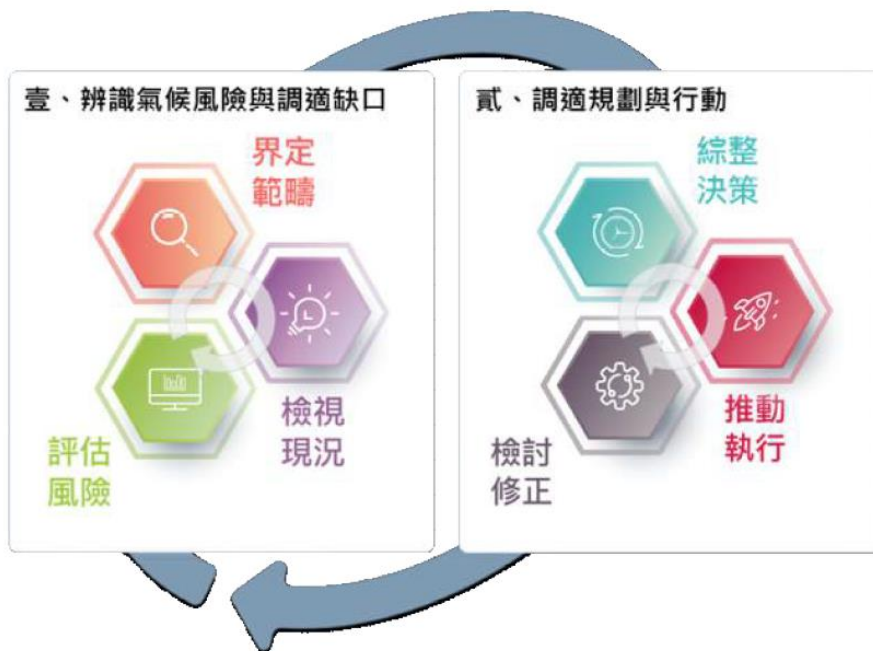 壹、辨識氣候風險與調適缺口
界定
範疇
檢視
現況
評估
風險
貳、調適規劃與行動
綜整
決策
推動
執行
檢討
修正